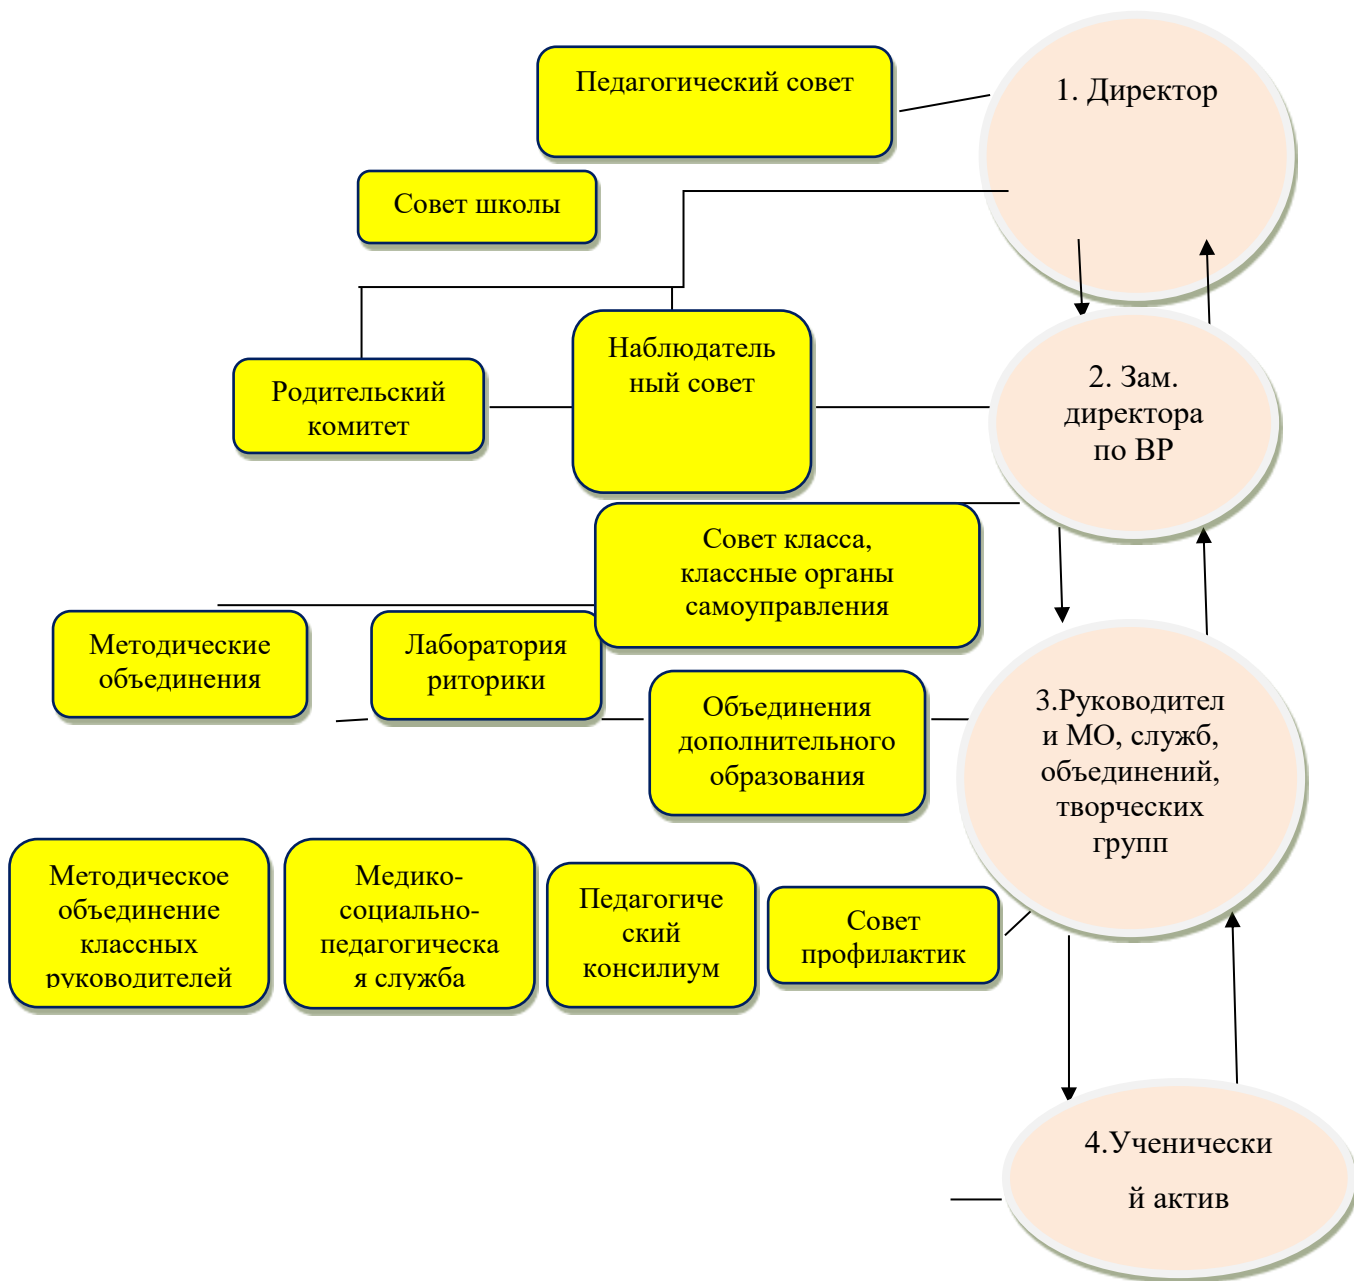 Педагогический совет
1. Директор
Совет школы
Наблюдатель
ный совет
Родительский
комитет
2. Зам.
директора
по ВР
Совет класса,
классные органы
самоуправления
Методические
объединения
Лаборатория
риторики
Объединения
дополнительного
образования
3.Руководител
и МО, служб,
объединений,
творческих
групп
Методическое
объединение
классных
руководителей
Медико-
социально-
педагогическа
я служба
Педагогиче
ский
консилиум
Совет
профилактик
4.Ученически
й актив